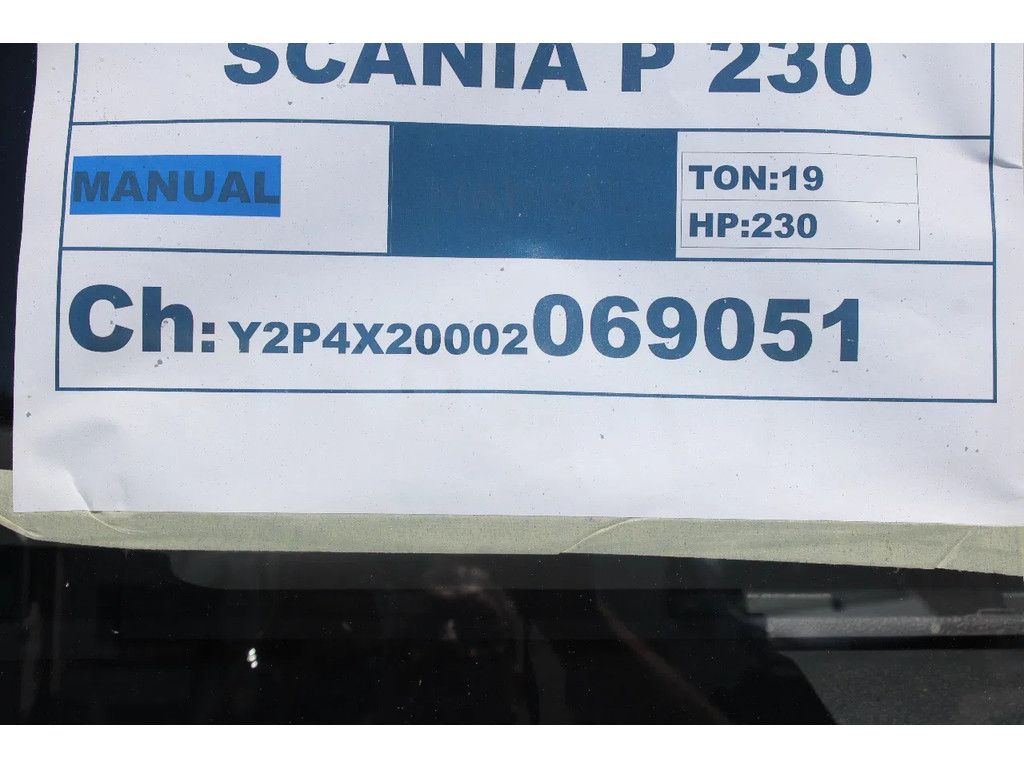 SCANIA P 230
MANUAL
TON:19
HP:230
Ch: Y2P4X20002069051